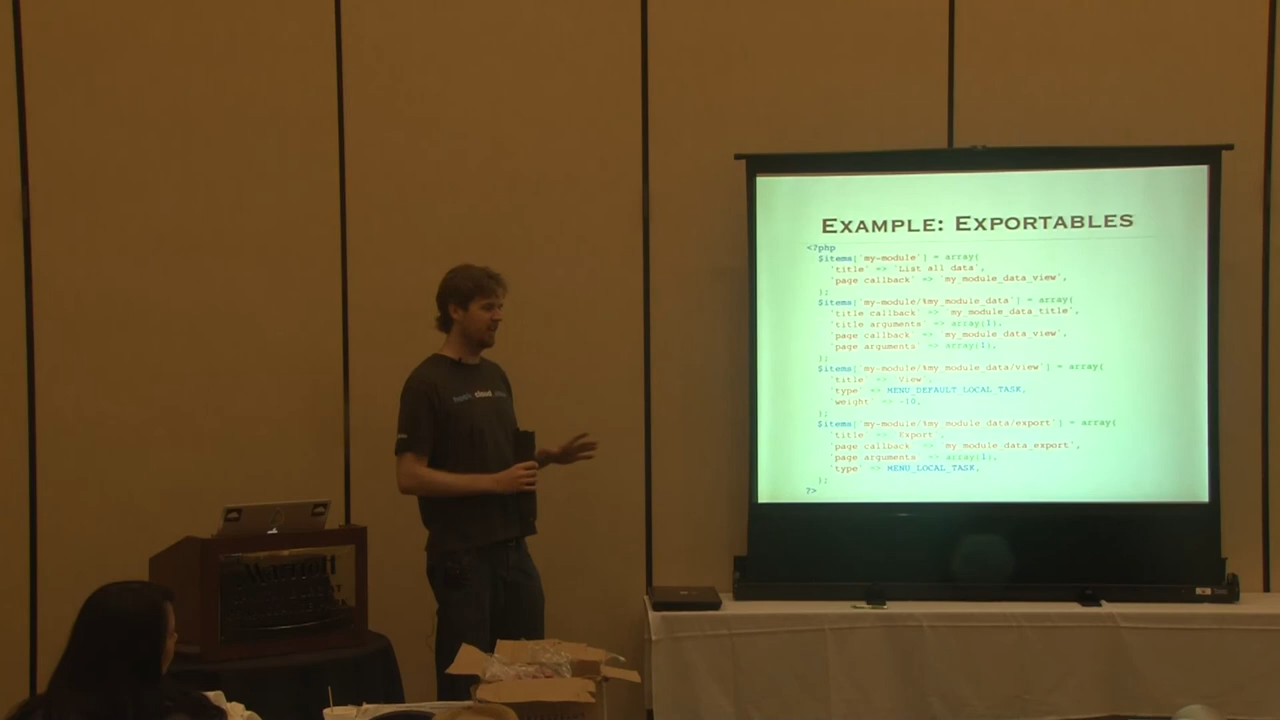 EXAMPLE: EXPORTABLES
<?php
$items['my-module'] = array(
'title' => 'List all data',
'page callback' => 'my_module_data_view',
);
$items['my-module/%my_module_data'] = array(
'title callback' => 'my_module_data_title',
'title arguments' => array(1),
'page callback' => 'my_module_data_view',
'page arguments' => array(1),
);
$items['my-module/%my_module_data/view'] = array(
'title' => 'View',
'type' => MENU_DEFAULT_LOCAL_TASK,
'weight' => -10,
);
$items['my-module/%my_module_data/export'] = array(
'title' => 'Export',
'page callback' => 'my_module_data_export',
'page arguments' => array(1),
'type' => MENU_LOCAL_TASK,
);
?>
cloud
Marriott